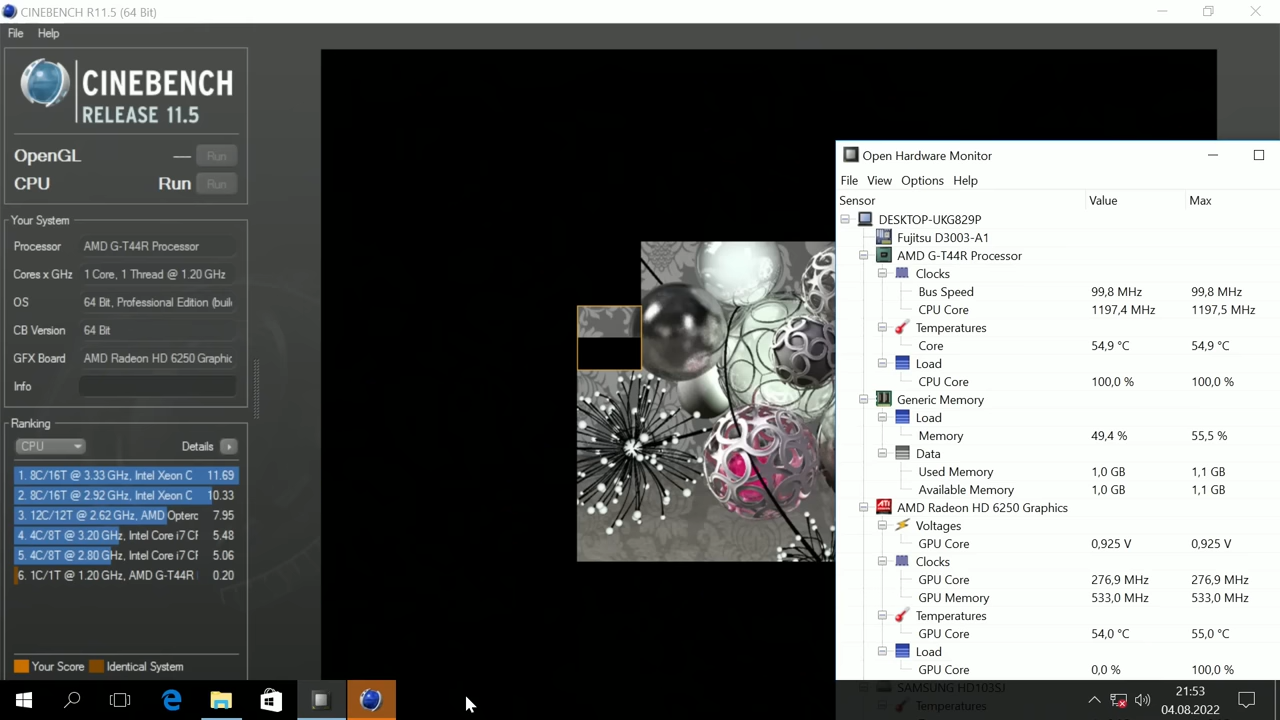 CINEBENCH R11.5 (64 Bit)
File Help
CINEBENCH
RELEASE 11.5
OpenGL — Run
CPU Run Run
Your System
Processor AMD G-T44R Processor
Cores x GHz 1 Core, 1 Thread @ 1.20 GHz
OS 64 Bit, Professional Edition (buil
CB Version 64 Bit
GFX Board AMD Radeon HD 6250 Graphic
Info
Ranking
CPU Details
1. 12C/24T @ 2.66 GHz, Intel Xeon C 11.69
2. 8C/16T @ 2.92 GHz, Intel Xeon C 10.33
3. 12C/12T @ 2.10 GHz, AMD Optero 7.95
4. 4C/8T @ 3.20 GHz, Intel Core i7 CF 5.48
5. 4C/8T @ 2.80 GHz, Intel Core i7 CF 5.06
6. 1C/1T @ 1.20 GHz, AMD G-T44R 0.20
Your Score Identical System
Open Hardware Monitor
File View Options Help
Sensor Value Max
DESKTOP-UKG829P
Fujitsu D3003-A1
AMD G-T44R Processor
Clocks
Bus Speed 99,8 MHz 99,8 MHz
CPU Core 1197,4 MHz 1197,5 MHz
Temperatures
Core 54,9 °C 54,9 °C
Load
CPU Core 100,0 % 100,0 %
Generic Memory
Load
Memory 49,4 % 55,5 %
Data
Used Memory 1,0 GB 1,1 GB
Available Memory 1,0 GB 1,1 GB
AMD Radeon HD 6250 Graphics
Voltages
GPU Core 0,925 V 0,925 V
Clocks
GPU Core 276,9 MHz 276,9 MHz
GPU Memory 533,0 MHz 533,0 MHz
Temperatures
GPU Core 54,0 °C 55,0 °C
Load
GPU Core 0,0 % 100,0 %
SAMSUNG HD103SJ
Temperatures
21:53
04.08.2022